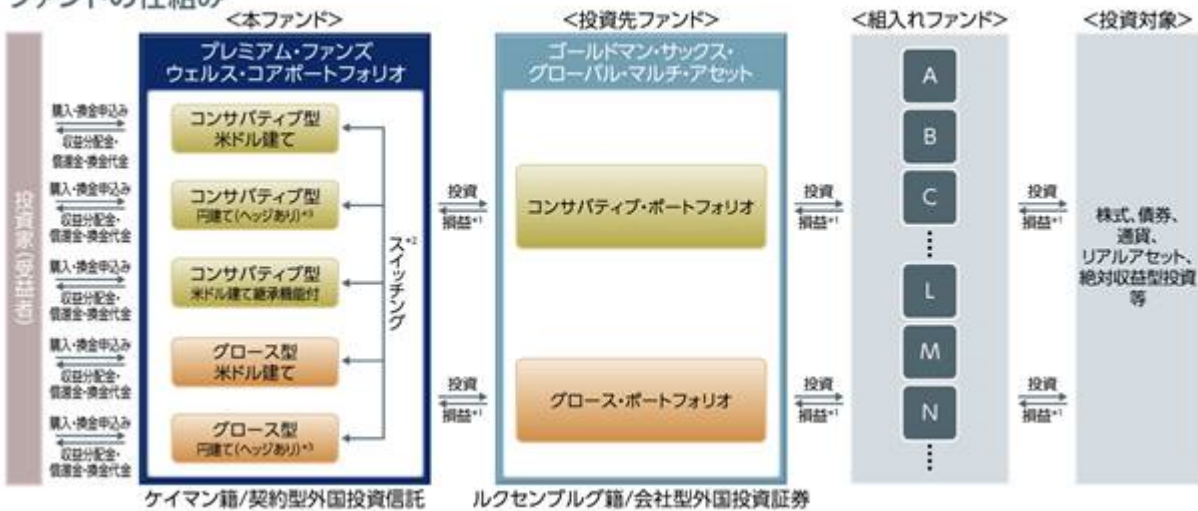 ファンドの仕組み
<本ファンド>
<投資先ファンド>
<組入れファンド>
<投資対象>
投資家(受益者)
プレミアム・ファンズ
ウェルス・コアポートフォリオ
購入・換金申込み
収益分配金・
償還金・換金代金
購入・換金申込み
収益分配金・
償還金・換金代金
購入・換金申込み
収益分配金・
償還金・換金代金
購入・換金申込み
収益分配金・
償還金・換金代金
購入・換金申込み
収益分配金・
償還金・換金代金
コンサバティブ型
米ドル建て
コンサバティブ型
円建て(ヘッジあり)*3
コンサバティブ型
米ドル建て継承機能付
グロース型
米ドル建て
グロース型
円建て(ヘッジあり)*3
スイッチング*2
ケイマン籍/契約型外国投資信託
投資
損益*1
投資
損益*1
ゴールドマン・サックス・
グローバル・マルチ・アセット
コンサバティブ・ポートフォリオ
グロース・ポートフォリオ
ルクセンブルグ籍/会社型外国投資証券
投資
損益*1
投資
損益*1
A
B
C
L
M
N
投資
損益*1
投資
損益*1
株式、債券、
通貨、
リアルアセット、
絶対収益型投資
等